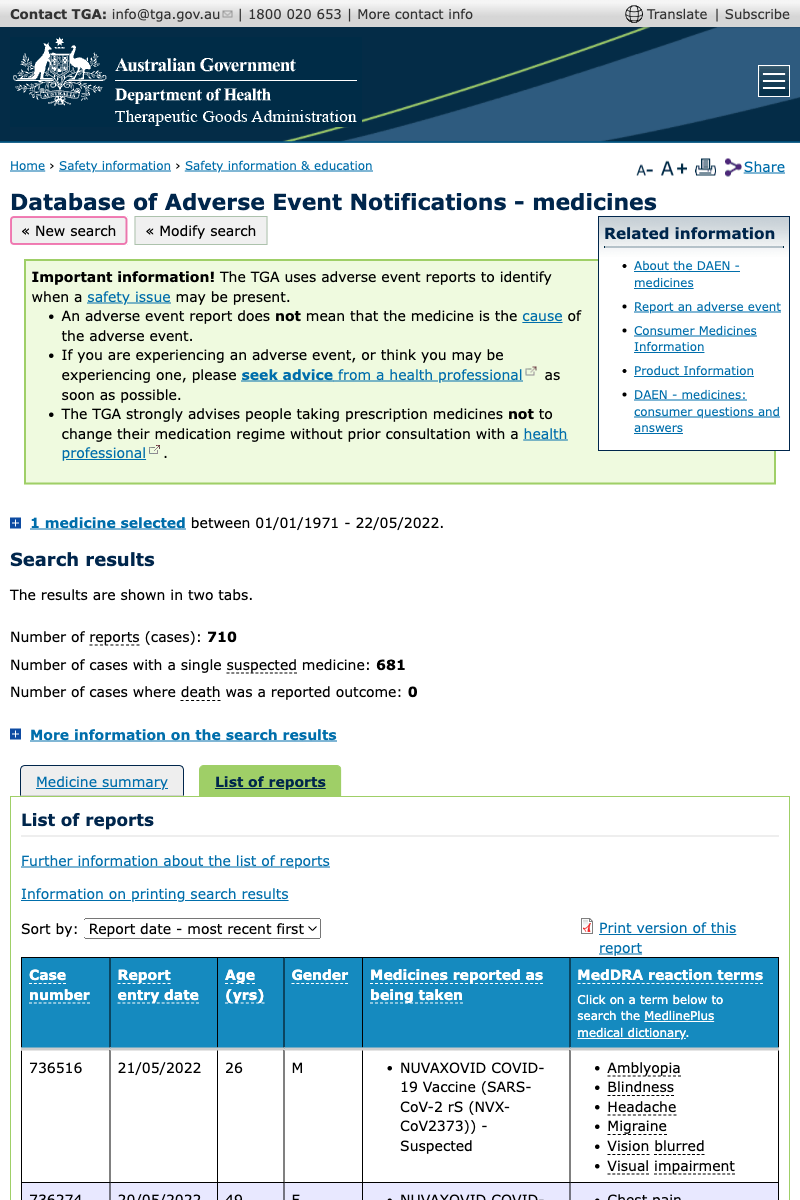 Contact TGA: info@tga.gov.au | 1800 020 653 | More contact info
Translate | Subscribe
Australian Government
Department of Health
Therapeutic Goods Administration
Home › Safety information › Safety information & education
A- A+ Share
Database of Adverse Event Notifications - medicines
« New search « Modify search
Important information! The TGA uses adverse event reports to identify
when a safety issue may be present.
• An adverse event report does not mean that the medicine is the cause of
the adverse event.
• If you are experiencing an adverse event, or think you may be
experiencing one, please seek advice from a health professional as
soon as possible.
• The TGA strongly advises people taking prescription medicines not to
change their medication regime without prior consultation with a health
professional .
Related information
• About the DAEN -
medicines
• Report an adverse event
• Consumer Medicines
Information
• Product Information
• DAEN - medicines:
consumer questions and
answers
1 medicine selected between 01/01/1971 - 22/05/2022.
Search results
The results are shown in two tabs.
Number of reports (cases): 710
Number of cases with a single suspected medicine: 681
Number of cases where death was a reported outcome: 0
More information on the search results
Medicine summary
List of reports
List of reports
Further information about the list of reports
Information on printing search results
Sort by: Report date - most recent first
Print version of this
report
Case
number
Report
entry date
Age
(yrs)
Gender
Medicines reported as
being taken
MedDRA reaction terms
Click on a term below to
search the MedlinePlus
medical dictionary.
736516
21/05/2022
26
M
• NUVAXOVID COVID-
19 Vaccine (SARS-
CoV-2 rS (NVX-
CoV2373)) -
Suspected
• Amblyopia
• Blindness
• Headache
• Migraine
• Vision blurred
• Visual impairment
736274
20/05/2022
49
F
• NUVAXOVID COVID-
• Chest pain